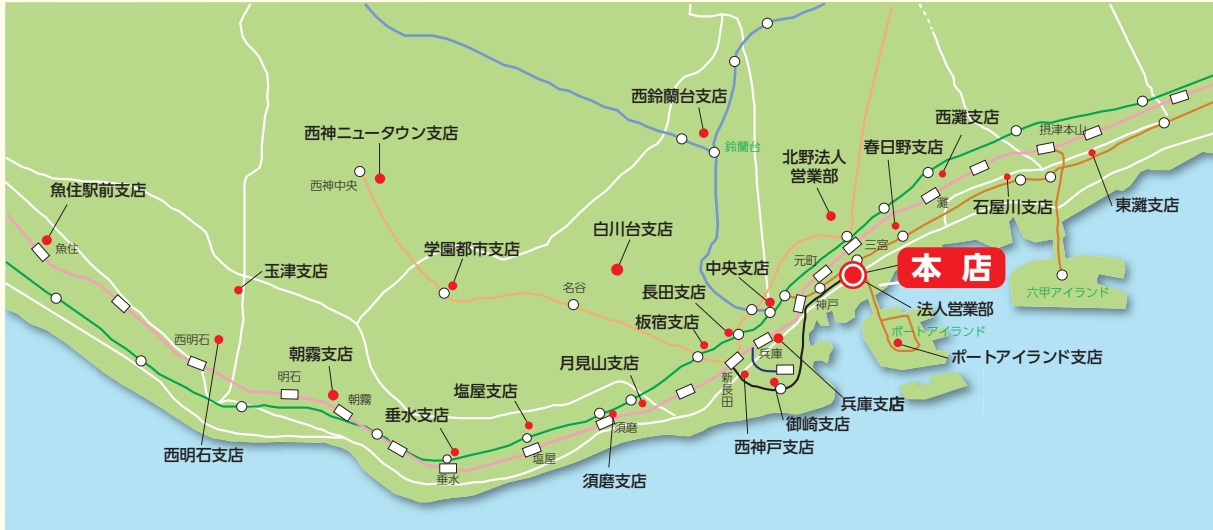 西鈴蘭台支店
西灘支店
西神ニュータウン支店
摂津本山
春日野支店
鈴蘭台
北野法人
営業部
西神中央
魚住駅前支店
灘
石屋川支店
東灘支店
白川台支店
学園都市支店
魚住
三宮
元町
本店
玉津支店
中央支店
名谷
長田支店
六甲アイランド
神戸
法人営業部
板宿支店
ポートアイランド
西明石
朝霧支店
兵庫
ポートアイランド支店
月見山支店
明石
新長田
塩屋支店
朝霧
兵庫支店
垂水支店
御崎支店
須磨
西神戸支店
西明石支店
塩屋
垂水
須磨支店